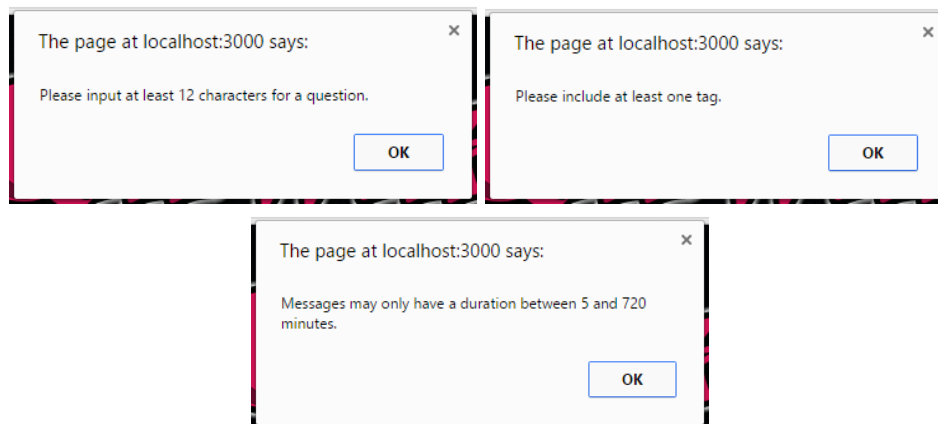 The page at localhost:3000 says:
Please input at least 12 characters for a question.
OK
The page at localhost:3000 says:
Please include at least one tag.
OK
The page at localhost:3000 says:
Messages may only have a duration between 5 and 720
minutes.
OK